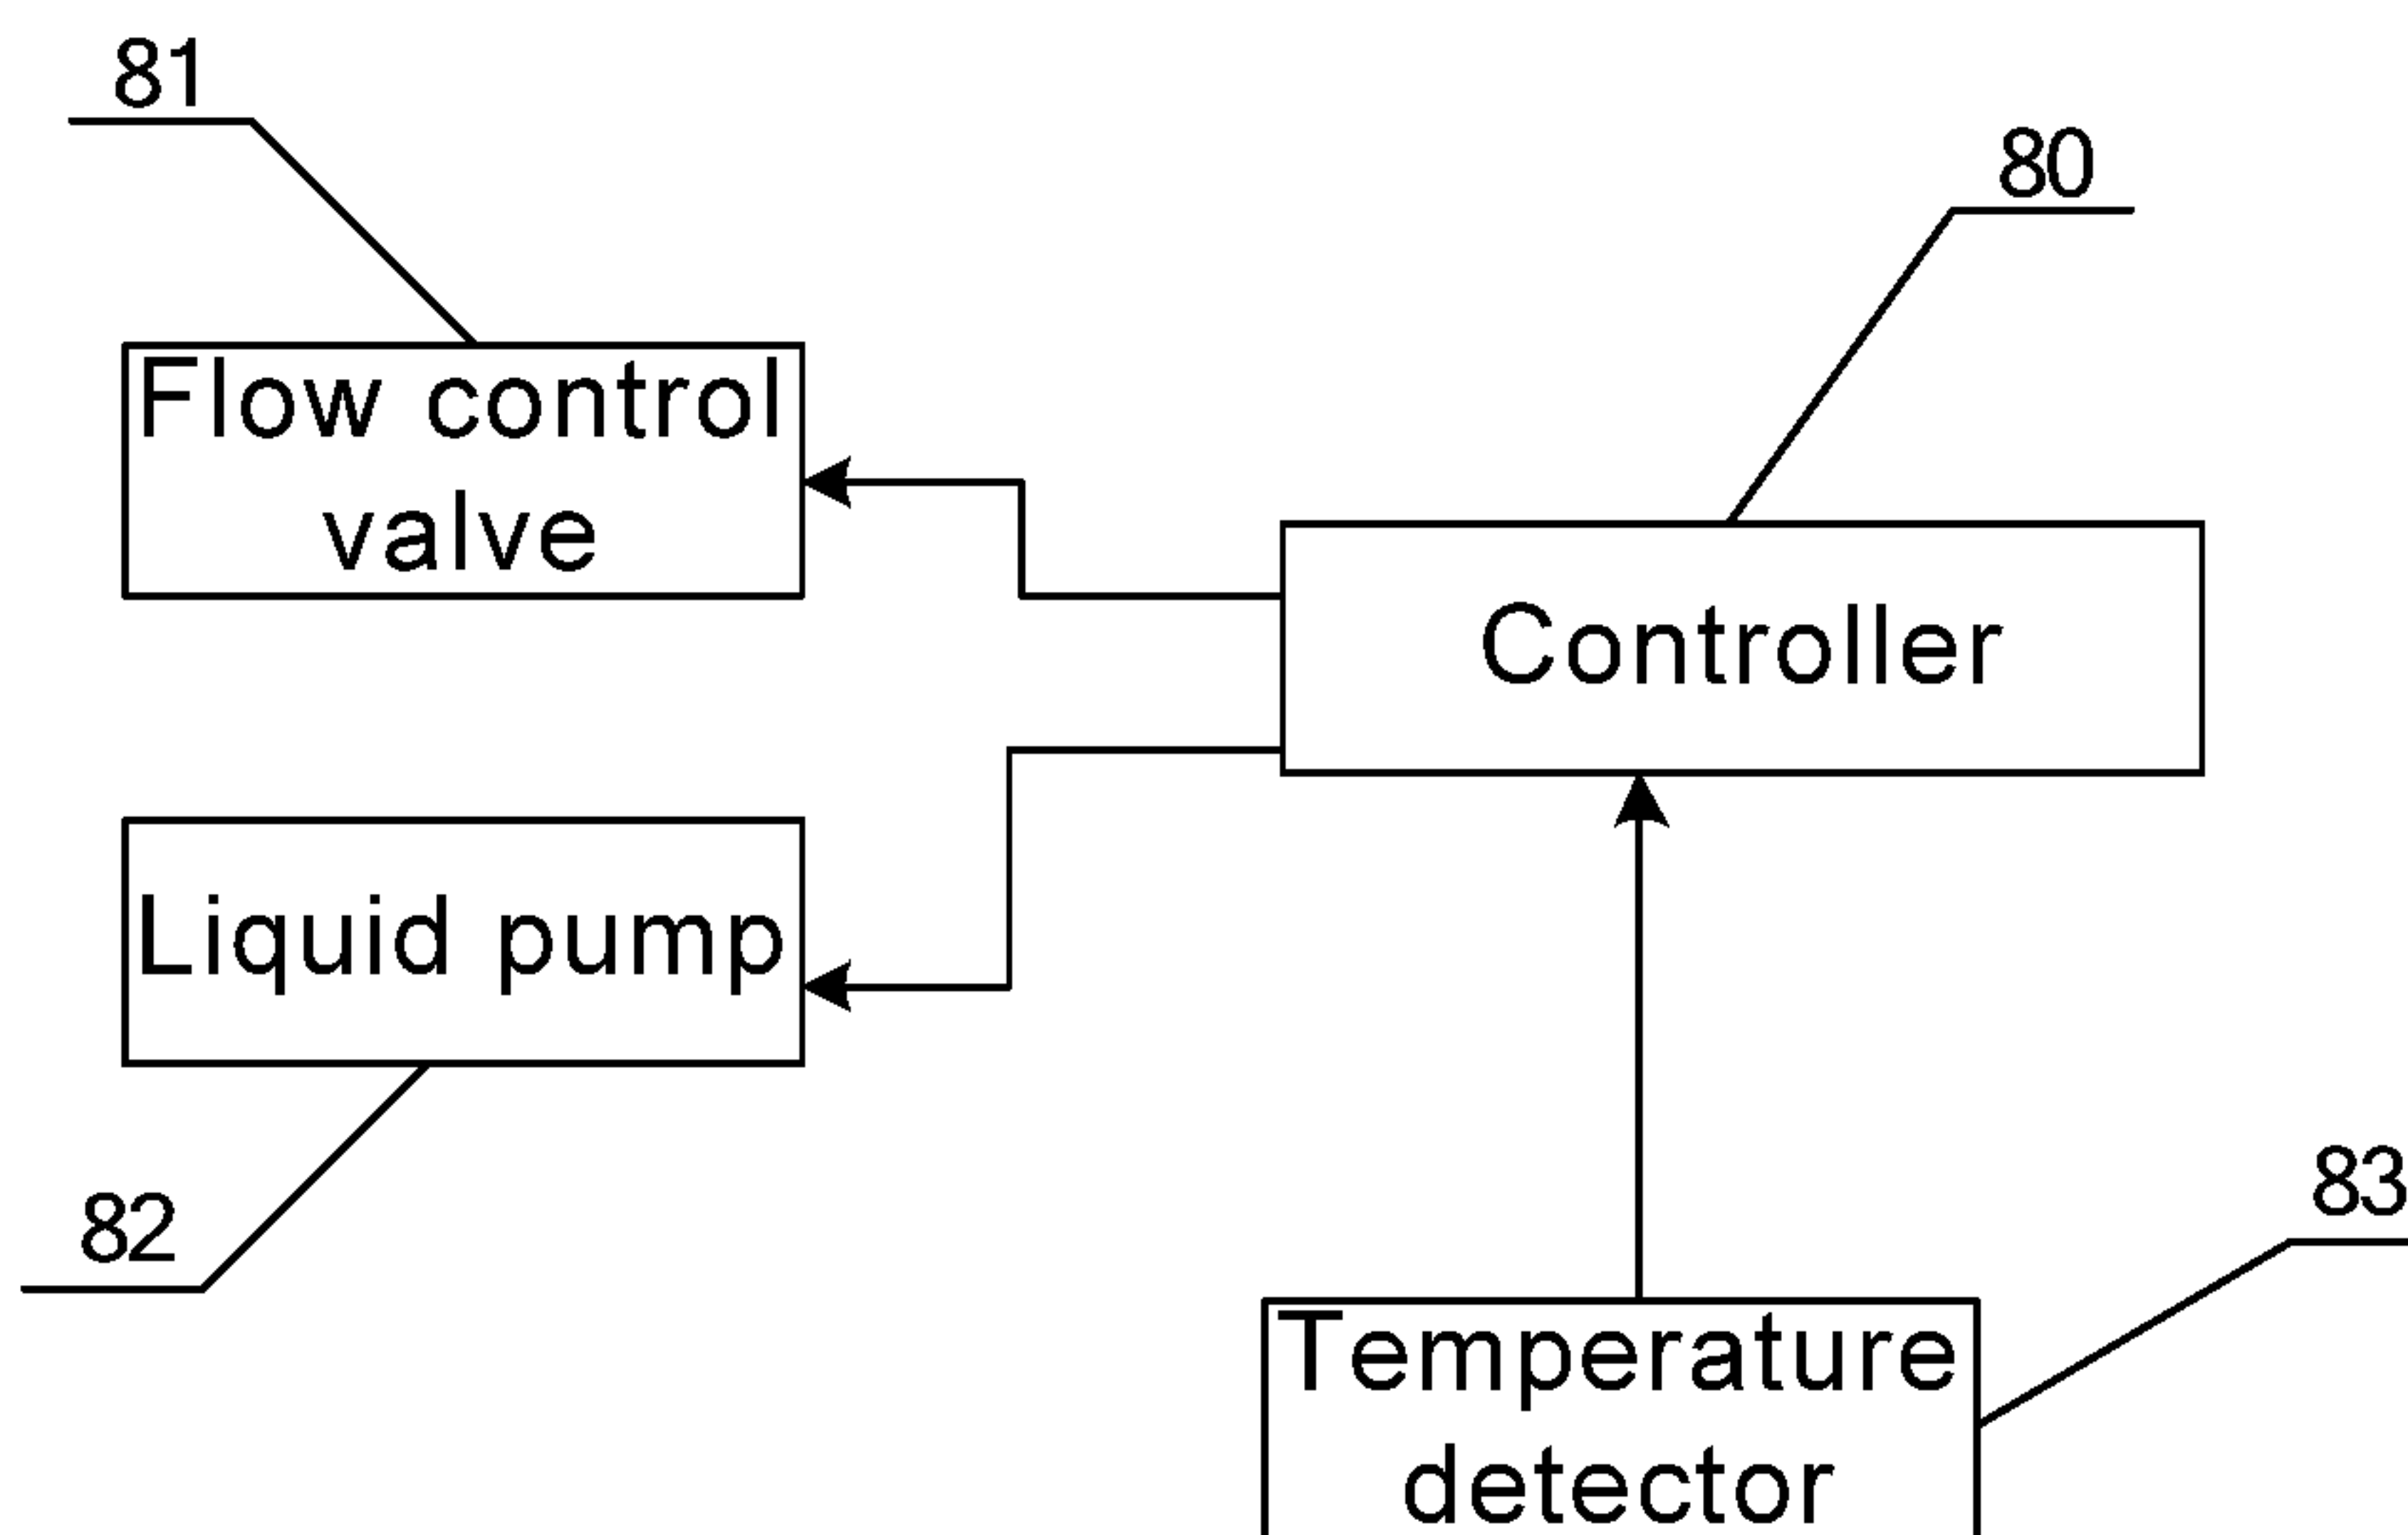 81
80
Flow control
valve
Controller
Liquid pump
82
83
Temperature
detector